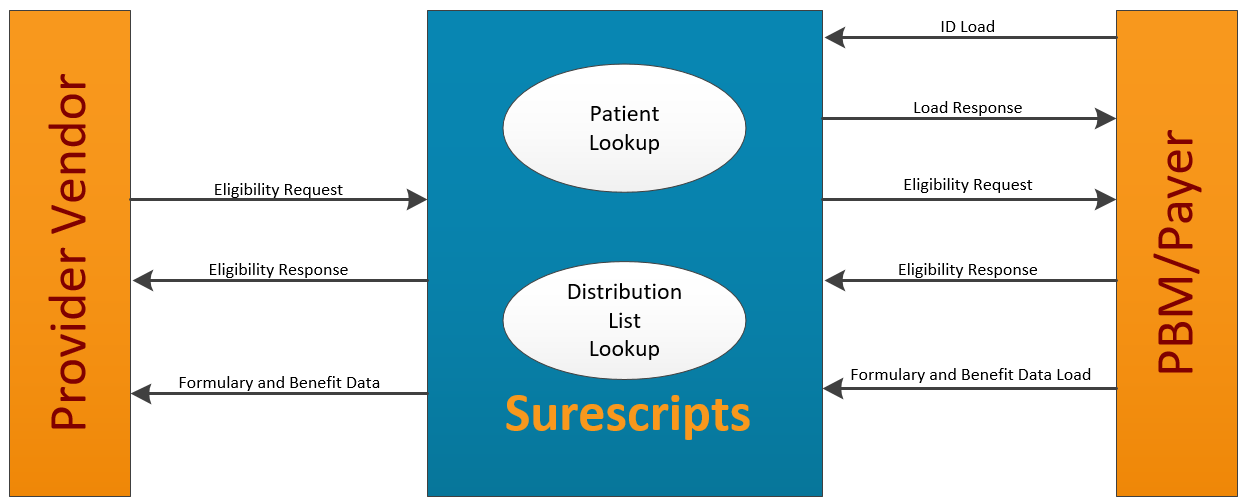 Provider Vendor
Eligibility Request
Eligibility Response
Formulary and Benefit Data
Patient
Lookup
Distribution
List
Lookup
Surescripts
ID Load
Load Response
Eligibility Request
Eligibility Response
Formulary and Benefit Data Load
PBM/Payer